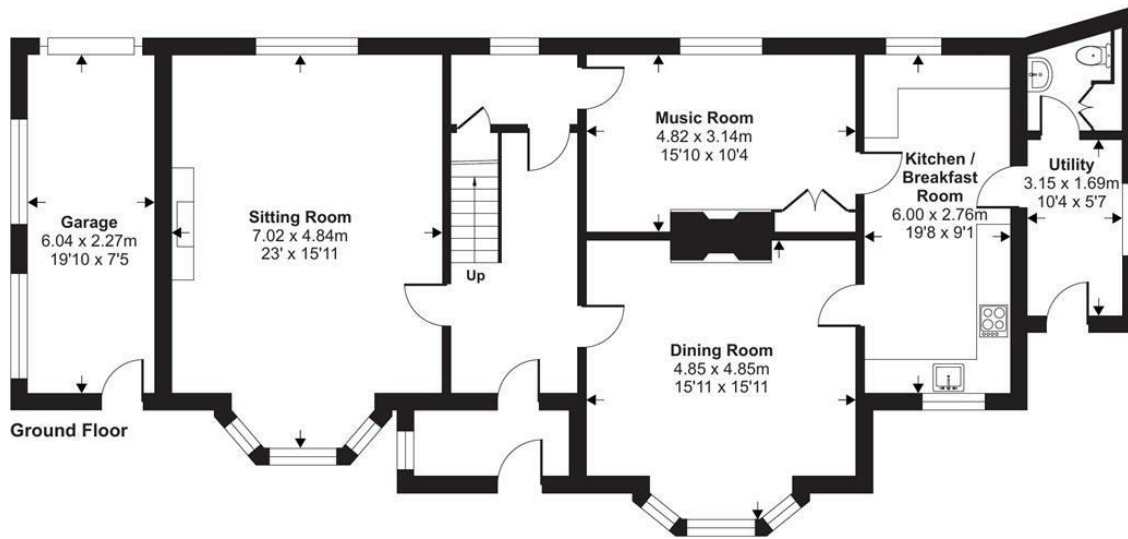 Garage
6.04 x 2.27m
19'10 x 7'5
Sitting Room
7.02 x 4.84m
23' x 15'11
Up
Music Room
4.82 x 3.14m
15'10 x 10'4
Kitchen /
Breakfast
Room
6.00 x 2.76m
19'8 x 9'1
Utility
3.15 x 1.69m
10'4 x 5'7
Dining Room
4.85 x 4.85m
15'11 x 15'11
Ground Floor